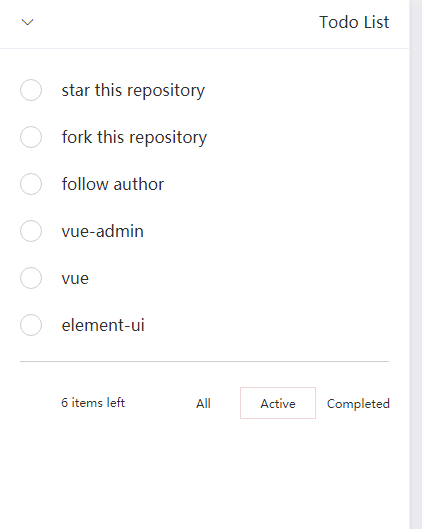 Todo List
star this repository
fork this repository
follow author
vue-admin
vue
element-ui
6 items left All Active Completed